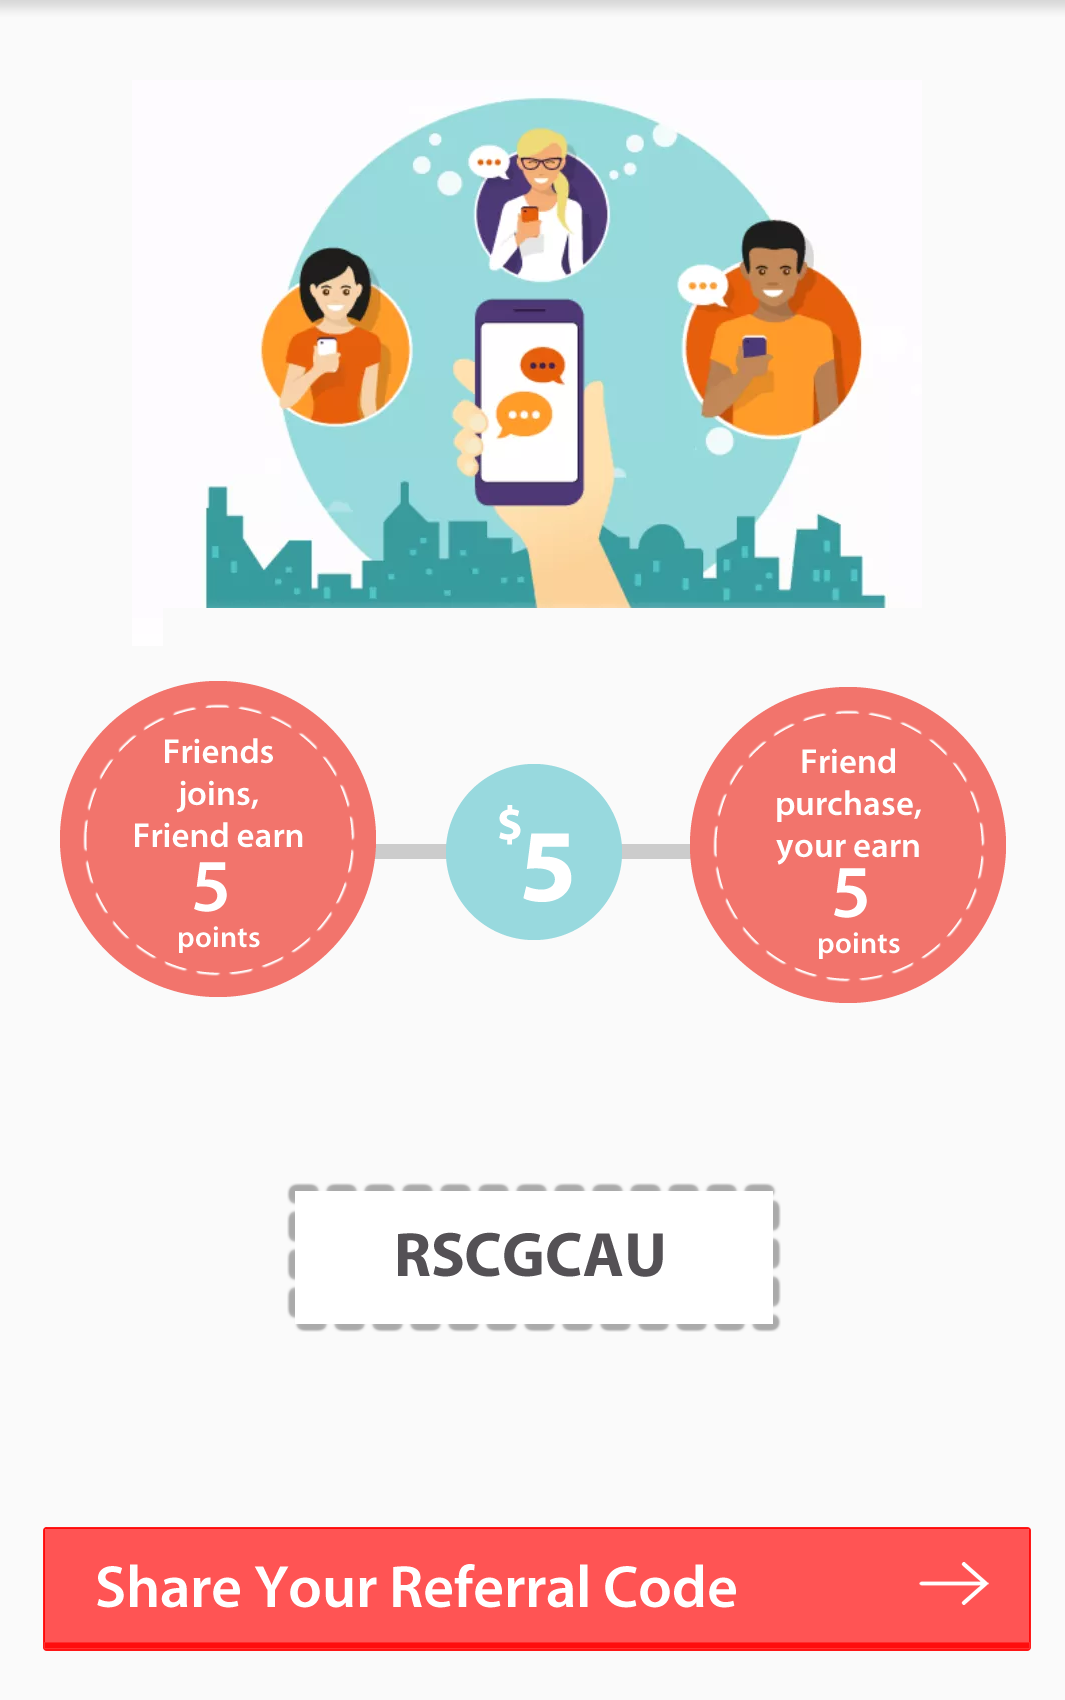 Friends
joins,
Friend earn
5
points
$5
Friend
purchase,
your earn
5
points
RSCGCAU
Share Your Referral Code